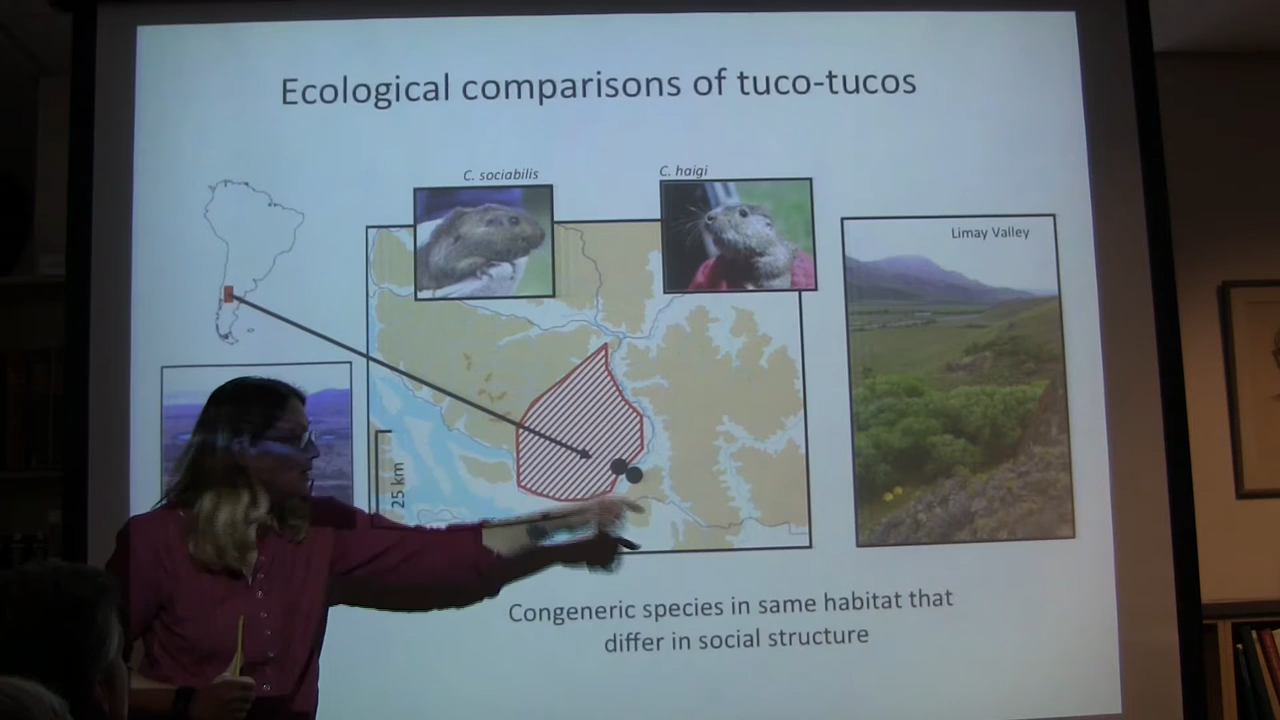 Ecological comparisons of tuco-tucos
C. sociabilis
C. haigi
Limay Valley
25 km
Congeneric species in same habitat that
differ in social structure